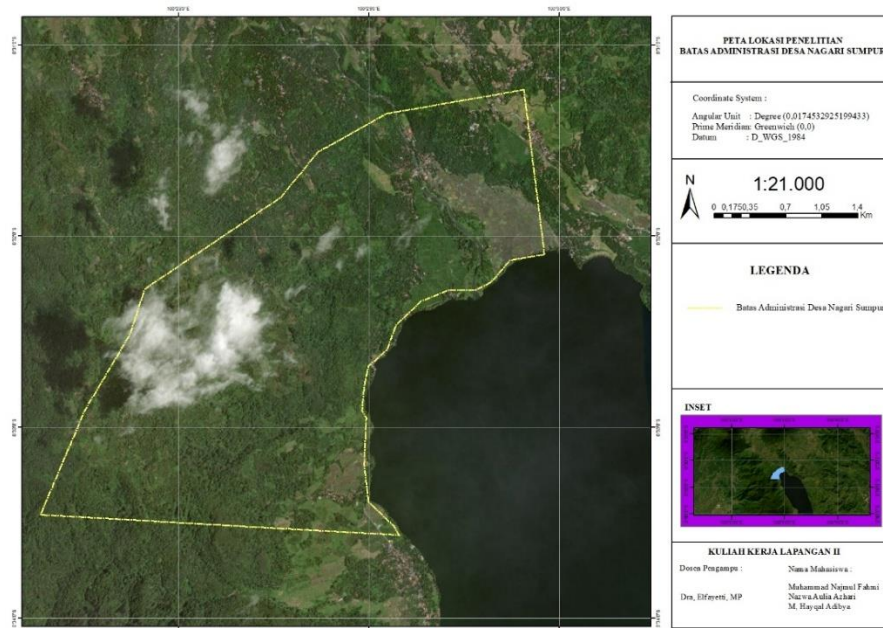 PETA LOKASI PENELITIAN
BATAS ADMINISTRASI DESA NAGARI SUMPUR
Coordinate System :
Angular Unit : Degree (0,0174532925199433)
Prime Meridian: Greenwich (0,0)
Datum : D_WGS_1984
N
1:21.000
0 0,1750,35 0,7 1,05 1,4
Km
LEGENDA
Batas Administrasi Desa Nagari Sumpur
INSET
KULIAH KERJA LAPANGAN II
Dosen Pengampu : Nama Mahasiswa :
Dra, Elfayetti, MP
Muhammad Najmul Fahmi
Nazwa Aulia Azhari
M. Hayqal Adibya